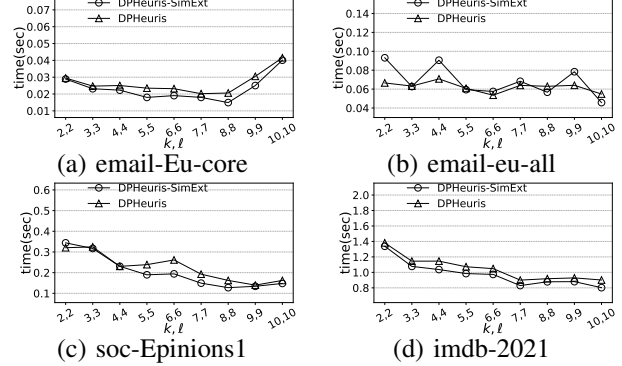 DPHeuris-SimExt
DPHeuris
time(sec)
0.07
0.06
0.05
0.04
0.03
0.02
0.01
2,2 3,3 4,4 5,5 6,6 7,7 8,8 9,9 10,10
k, ℓ
(a) email-Eu-core
DPHeuris-SimExt
DPHeuris
time(sec)
0.14
0.12
0.10
0.08
0.06
0.04
2,2 3,3 4,4 5,5 6,6 7,7 8,8 9,9 10,10
k, ℓ
(b) email-eu-all
DPHeuris-SimExt
DPHeuris
time(sec)
0.6
0.5
0.4
0.3
0.2
0.1
2,2 3,3 4,4 5,5 6,6 7,7 8,8 9,9 10,10
k, ℓ
(c) soc-Epinions1
DPHeuris-SimExt
DPHeuris
time(sec)
2.0
1.8
1.6
1.4
1.2
1.0
0.8
2,2 3,3 4,4 5,5 6,6 7,7 8,8 9,9 10,10
k, ℓ
(d) imdb-2021